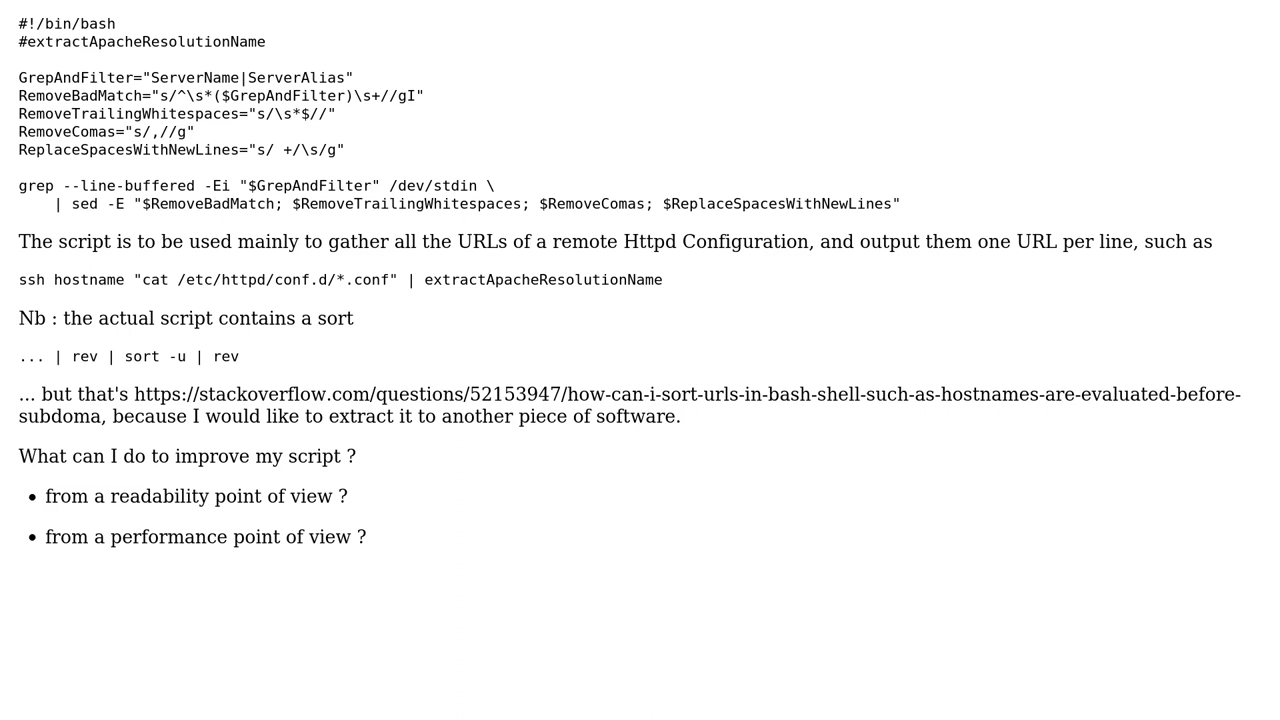 #!/bin/bash
#extractApacheResolutionName
GrepAndFilter="ServerName|ServerAlias"
RemoveBadMatch="s/^\s*($GrepAndFilter)\s+//gI"
RemoveTrailingWhitespaces="s/\s*$//"
RemoveComas="s/,//g"
ReplaceSpacesWithNewLines="s/ +/\s/g"
grep --line-buffered -Ei "$GrepAndFilter" /dev/stdin \
    | sed -E "$RemoveBadMatch; $RemoveTrailingWhitespaces; $RemoveComas; $ReplaceSpacesWithNewLines"
The script is to be used mainly to gather all the URLs of a remote Httpd Configuration, and output them one URL per line, such as
ssh hostname "cat /etc/httpd/conf.d/*.conf" | extractApacheResolutionName
Nb : the actual script contains a sort
... | rev | sort -u | rev
... but that's https://stackoverflow.com/questions/52153947/how-can-i-sort-urls-in-bash-shell-such-as-hostnames-are-evaluated-before-
subdoma, because I would like to extract it to another piece of software.
What can I do to improve my script ?
• from a readability point of view ?
• from a performance point of view ?